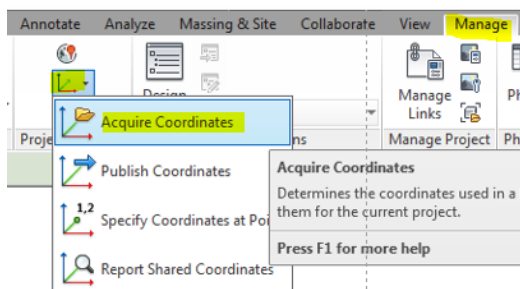 Annotate Analyze Massing & Site Collaborate View Manage
Design
Manage
Links
Manage Project
Acquire Coordinates
Publish Coordinates
1,2
Specify Coordinates at
Report Shared Coordinates
Acquire Coordinates
Determines the coordinates used in a
them for the current project.
Press F1 for more help